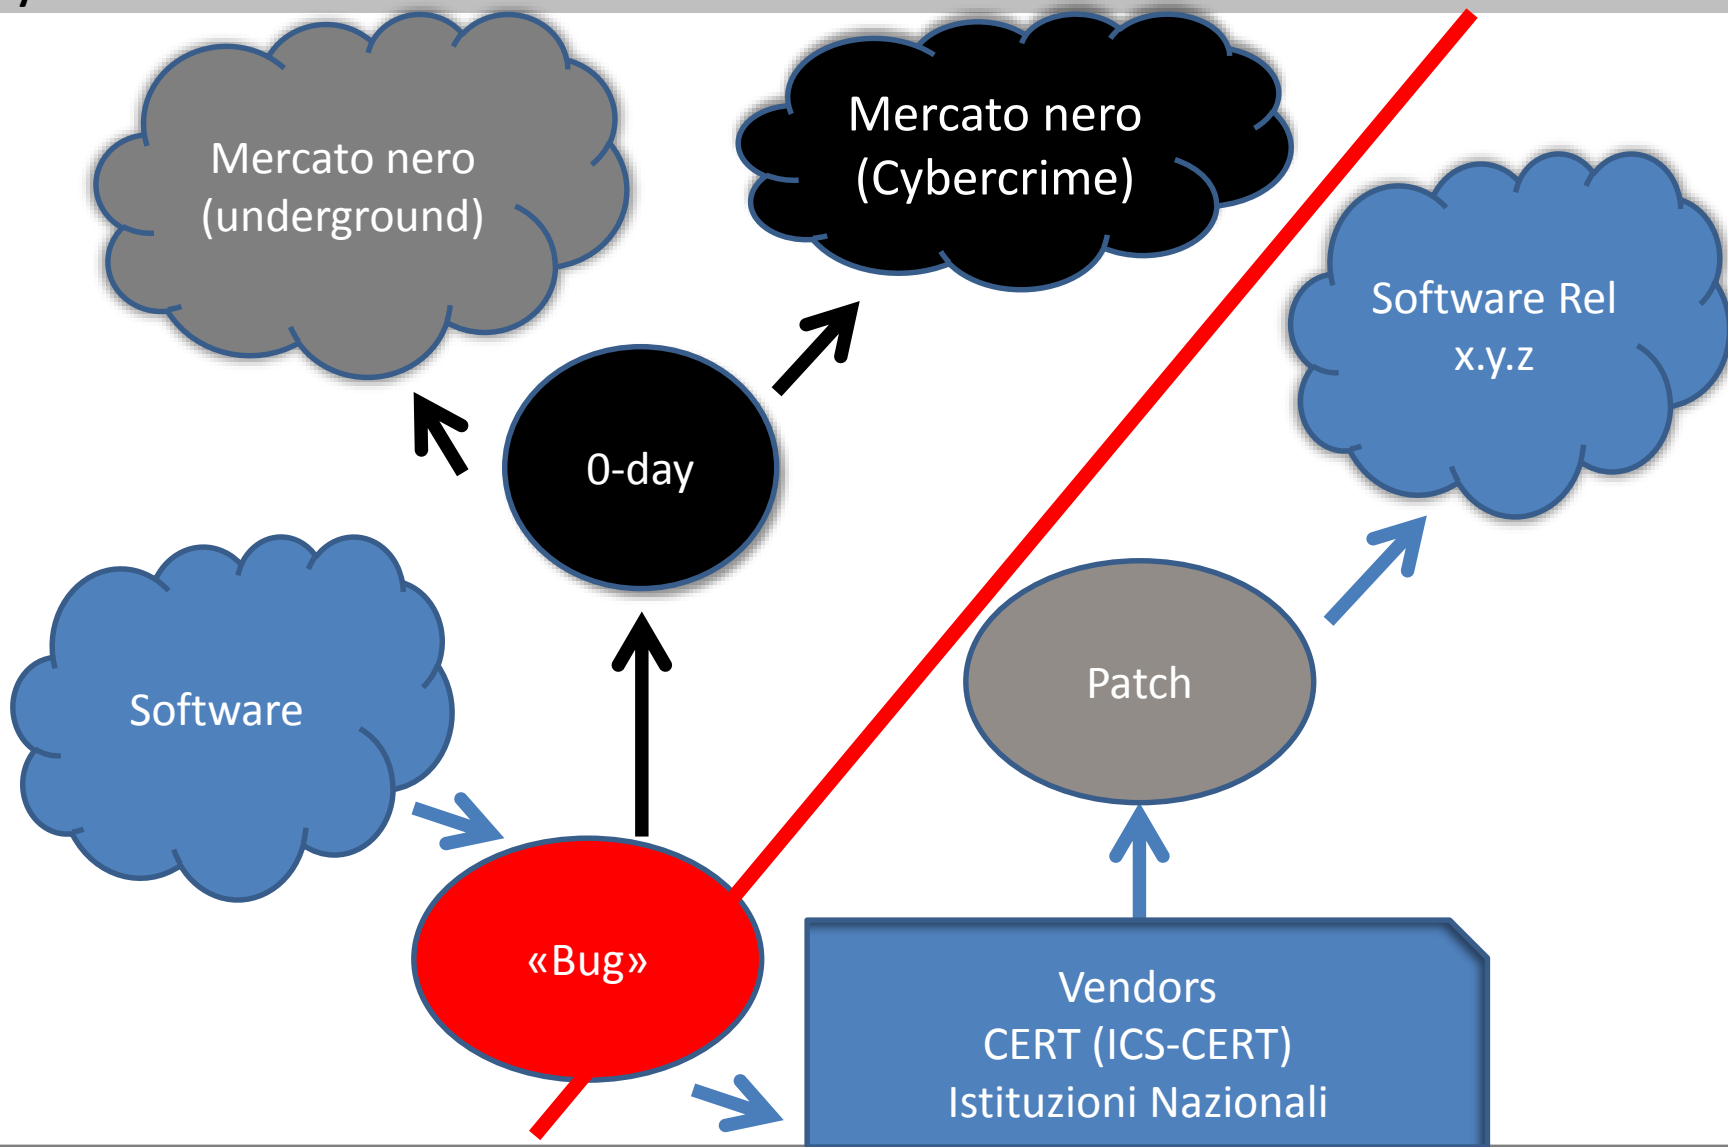 Mercato nero
(underground)
Mercato nero
(Cybercrime)
Software Rel
x.y.z
0-day
Software
Patch
«Bug»
Vendors
CERT (ICS-CERT)
Istituzioni Nazionali